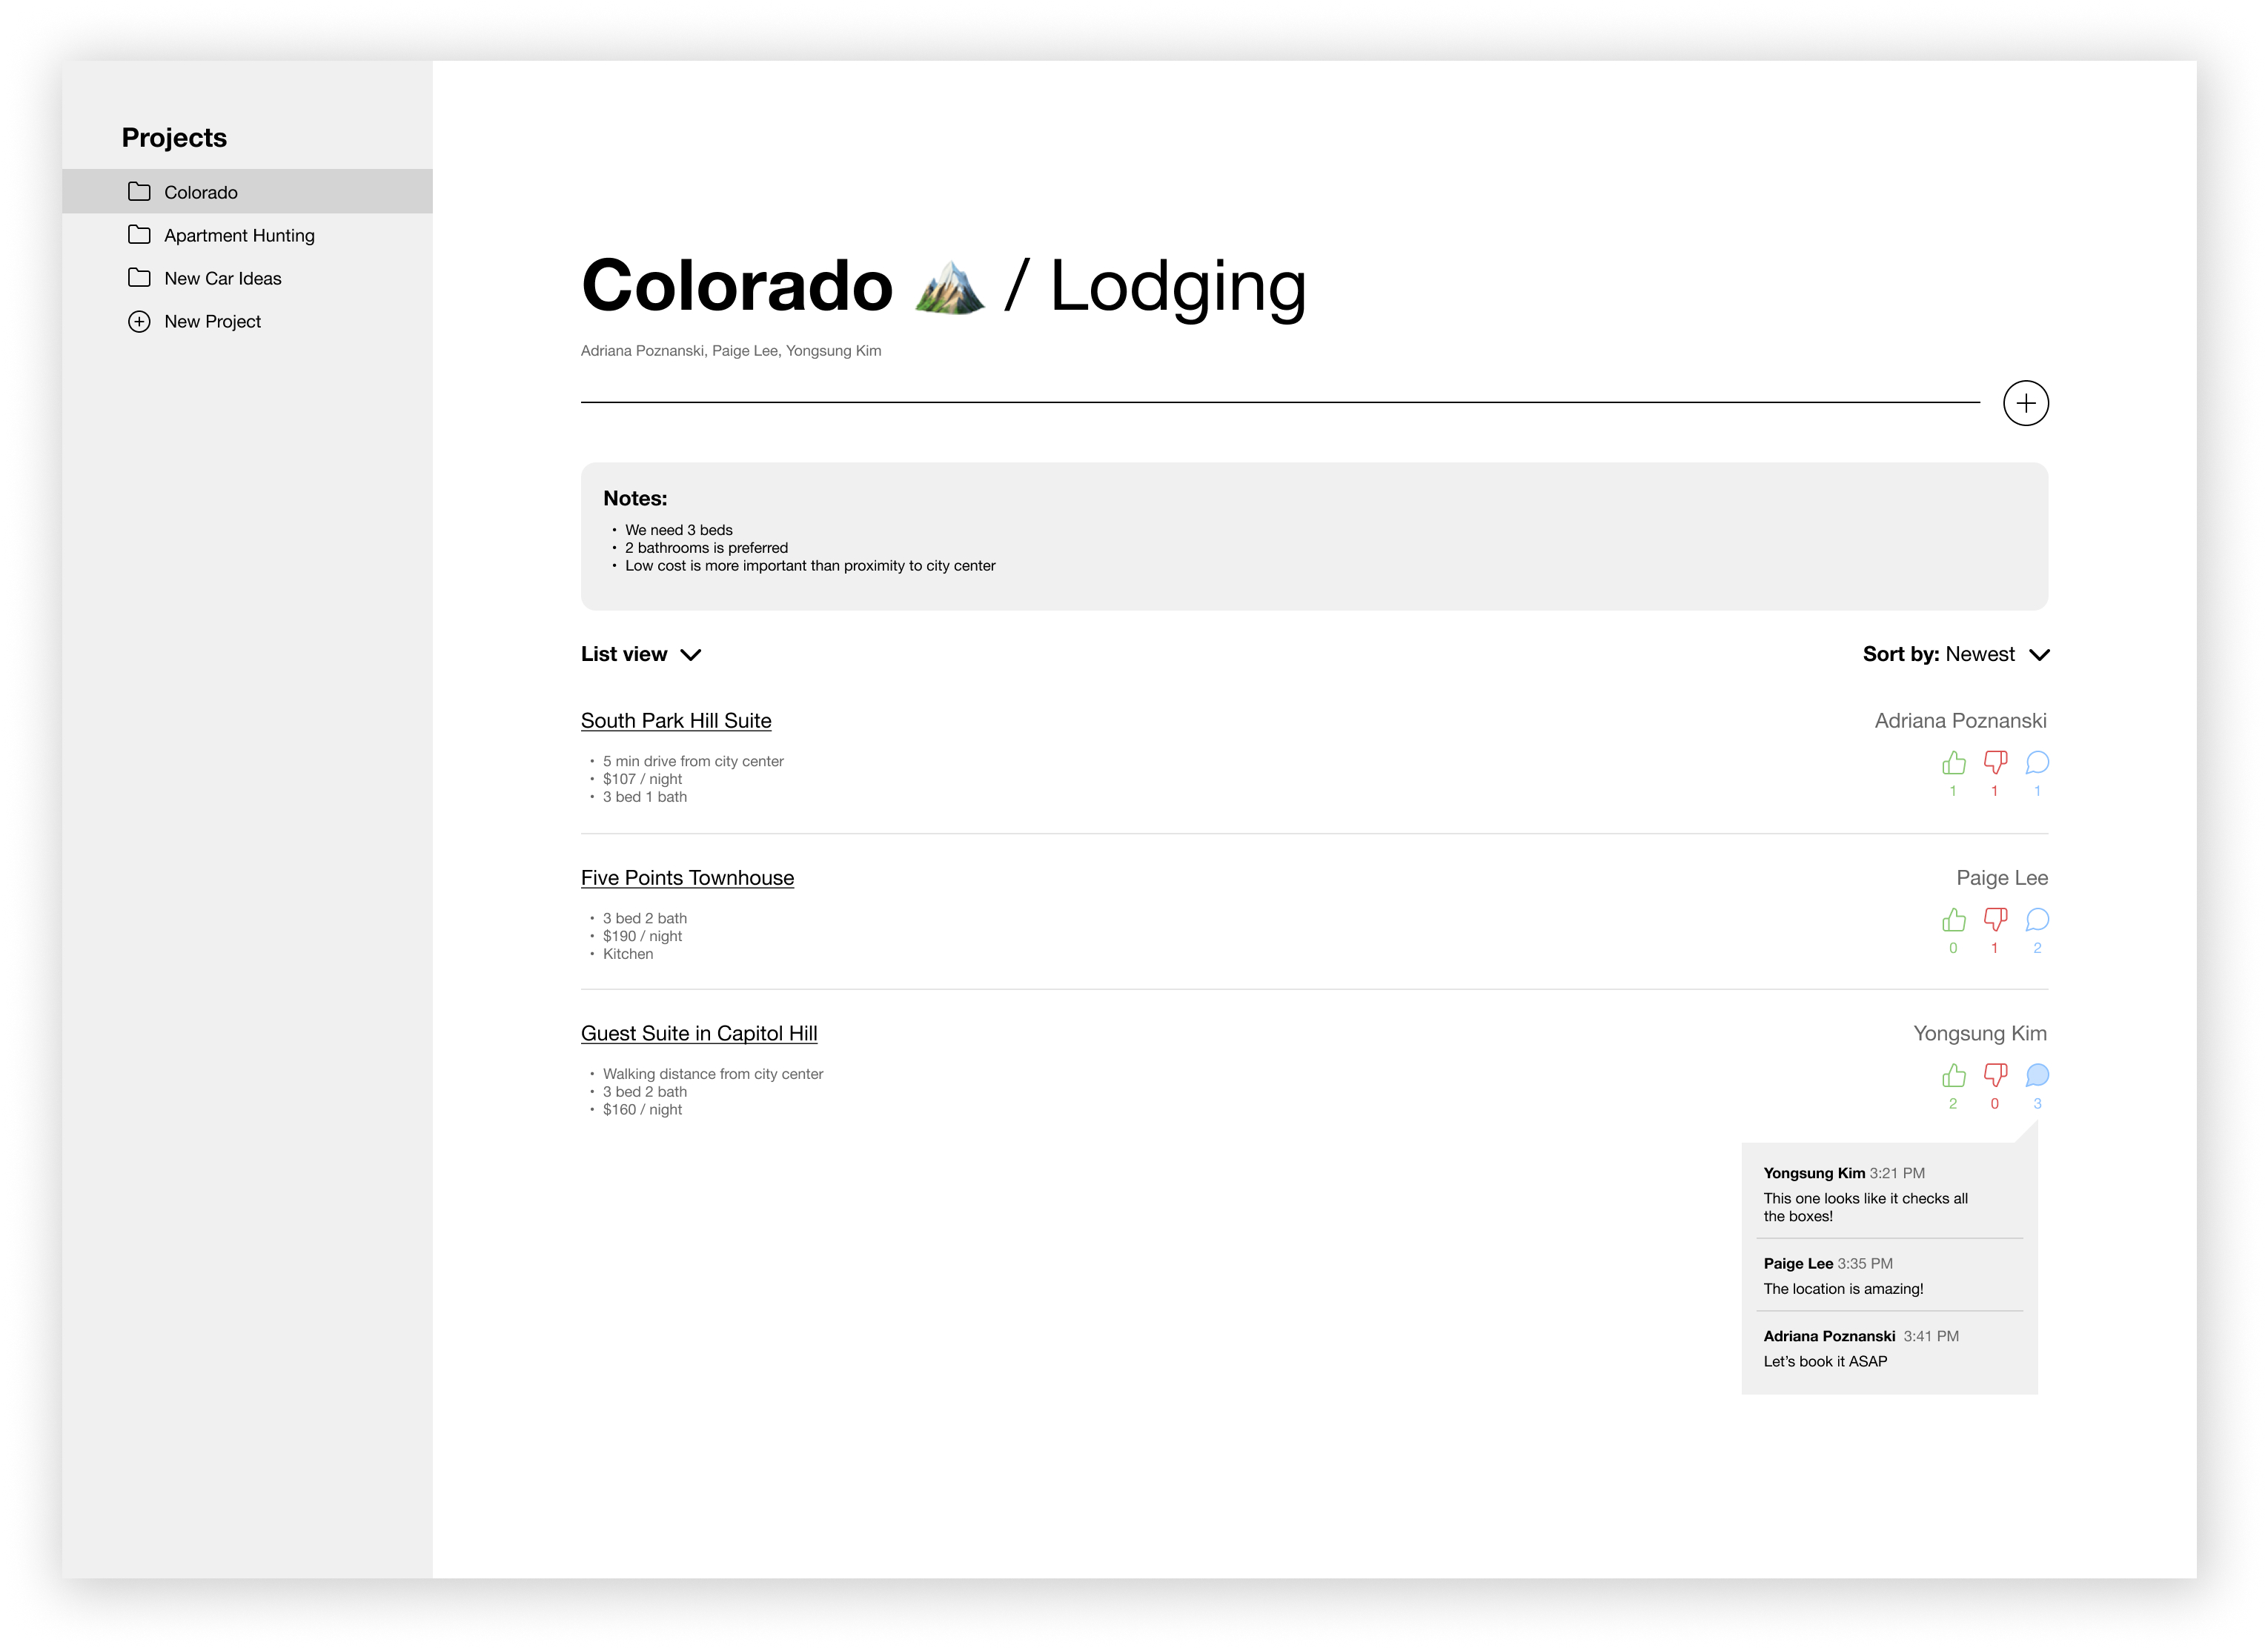 Projects
Colorado
Apartment Hunting
New Car Ideas
New Project
Colorado / Lodging
Adriana Poznanski, Paige Lee, Yongsung Kim
Notes:
• We need 3 beds
• 2 bathrooms is preferred
• Low cost is more important than proximity to city center
List view
Sort by: Newest
South Park Hill Suite
Adriana Poznanski
• 5 min drive from city center
• $107 / night
• 3 bed 1 bath
1 1 1
Five Points Townhouse
Paige Lee
• 3 bed 2 bath
• $190 / night
• Kitchen
0 1 2
Guest Suite in Capitol Hill
Yongsung Kim
• Walking distance from city center
• 3 bed 2 bath
• $160 / night
2 0 3
Yongsung Kim 3:21 PM
This one looks like it checks all
the boxes!
Paige Lee 3:35 PM
The location is amazing!
Adriana Poznanski 3:41 PM
Let’s book it ASAP